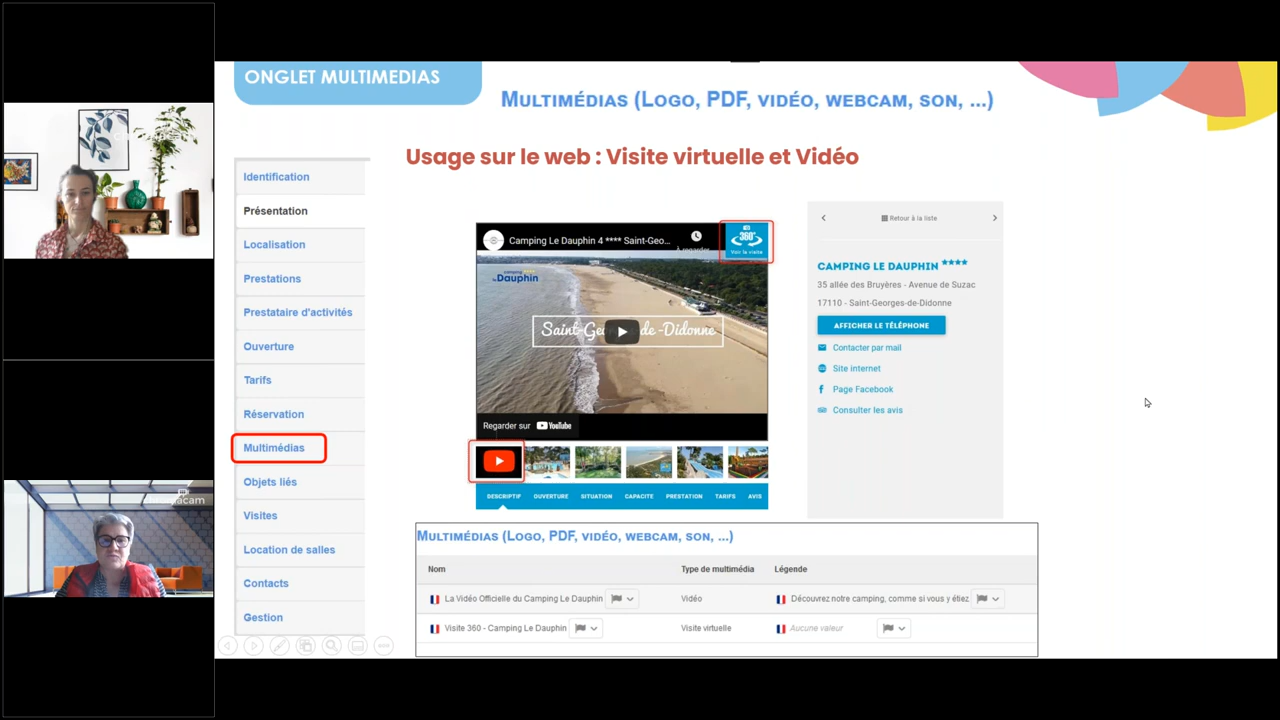 ONGLET MULTIMEDIAS
MULTIMÉDIAS (LOGO, PDF, VIDÉO, WEBCAM, SON, ...)
Usage sur le web : Visite virtuelle et Vidéo
Identification
Présentation
Localisation
Prestations
Prestataire d'activités
Ouverture
Tarifs
Réservation
Multimédias
Objets liés
Visites
Location de salles
Contacts
Gestion
Camping Le Dauphin 4 **** Saint-Geo...
À regarder
360°
Voir la visite
Dauphin
Saint-Georges-de-Didonne
Regarder sur YouTube
DESCRIPTIF OUVERTURE SITUATION CAPACITE PRESTATION TARIFS AVIS
Retour à la liste
CAMPING LE DAUPHIN ****
35 allée des Bruyères - Avenue de Suzac
17110 - Saint-Georges-de-Didonne
AFFICHER LE TÉLÉPHONE
Contacter par mail
Site internet
Page Facebook
Consulter les avis
MULTIMÉDIAS (LOGO, PDF, VIDÉO, WEBCAM, SON, ...)
Nom Type de multimédia Légende
La Vidéo Officielle du Camping Le Dauphin Vidéo Découvrez notre camping, comme si vous y étiez
Visite 360 - Camping Le Dauphin Visite virtuelle Aucune valeur